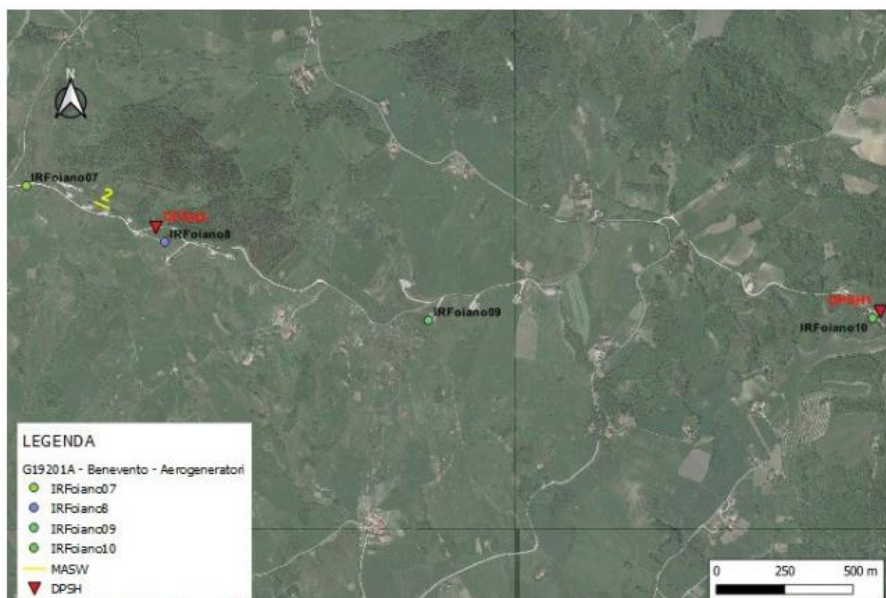 N
IRFoiano07
2
IRFoiano8
DPSH1
IRFoiano09
IRFoiano10
LEGENDA
G19201A - Benevento - Aerogeneratori
IRFoiano07
IRFoiano8
IRFoiano09
IRFoiano10
MASW
DPSH
0 250 500 m